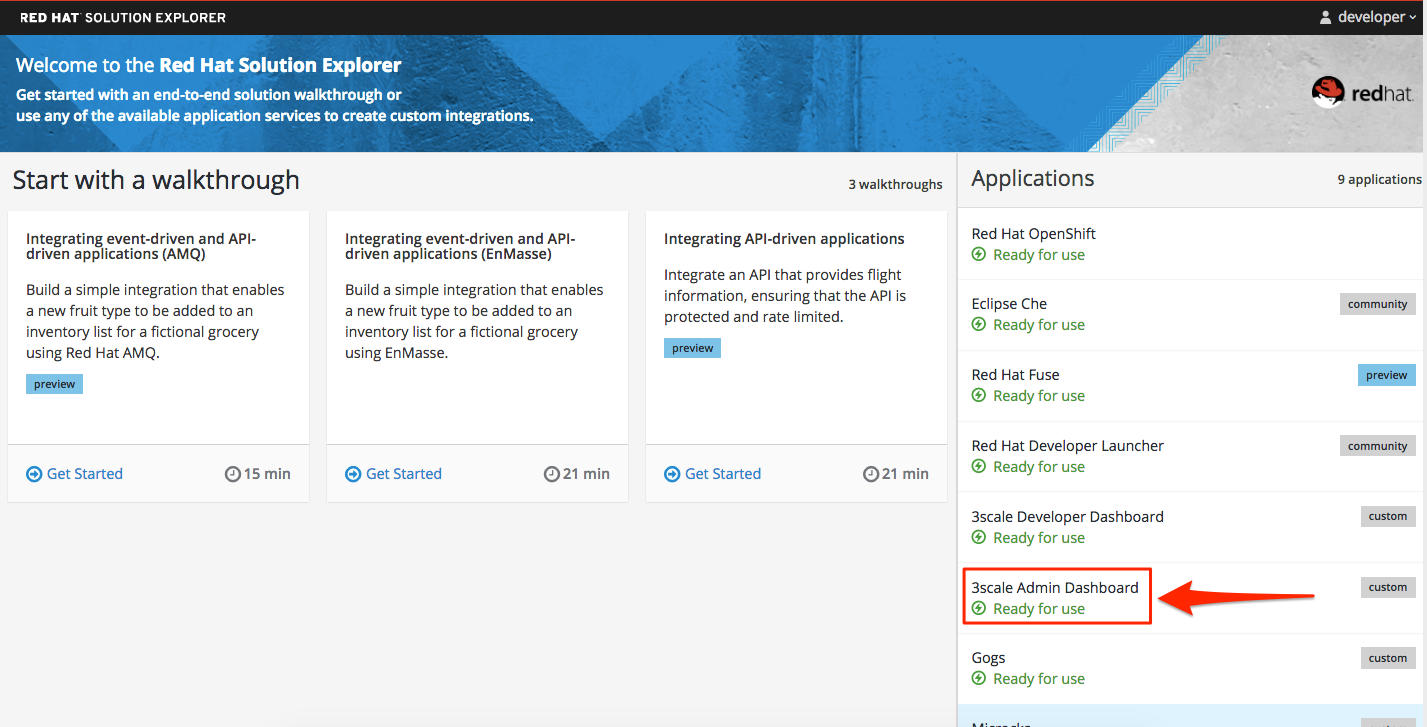 RED HAT SOLUTION EXPLORER
developer
Welcome to the Red Hat Solution Explorer
Get started with an end-to-end solution walkthrough or
use any of the available application services to create custom integrations.
redhat.
Start with a walkthrough
3 walkthroughs
Integrating event-driven and API-
driven applications (AMQ)
Build a simple integration that enables
a new fruit type to be added to an
inventory list for a fictional grocery
using Red Hat AMQ.
preview
Get Started
15 min
Integrating event-driven and API-
driven applications (EnMasse)
Build a simple integration that enables
a new fruit type to be added to an
inventory list for a fictional grocery
using EnMasse.
Get Started
21 min
Integrating API-driven applications
Integrate an API that provides flight
information, ensuring that the API is
protected and rate limited.
preview
Get Started
21 min
Applications
9 applications
Red Hat OpenShift
Ready for use
Eclipse Che
community
Ready for use
Red Hat Fuse
preview
Ready for use
Red Hat Developer Launcher
community
Ready for use
3scale Developer Dashboard
custom
Ready for use
3scale Admin Dashboard
custom
Ready for use
Gogs
custom
Ready for use